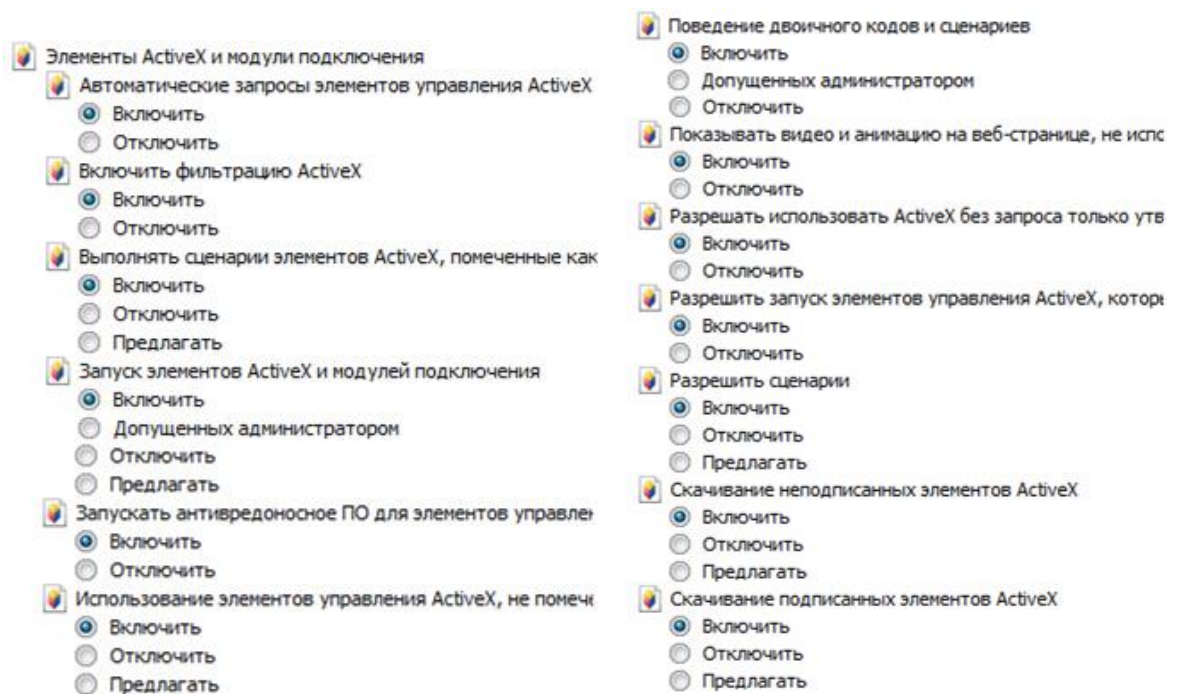 Элементы ActiveX и модули подключения
Автоматические запросы элементов управления ActiveX
Включить
Отключить
Включить фильтрацию ActiveX
Включить
Отключить
Выполнять сценарии элементов ActiveX, помеченные как
Включить
Отключить
Предлагать
Запуск элементов ActiveX и модулей подключения
Включить
Допущенных администратором
Отключить
Предлагать
Запускать антивредоносное ПО для элементов управлен
Включить
Отключить
Использование элементов управления ActiveX, не помече
Включить
Отключить
Предлагать
Поведение двоичного кодов и сценариев
Включить
Допущенных администратором
Отключить
Показывать видео и анимацию на веб-странице, не испо
Включить
Отключить
Разрешать использовать ActiveX без запроса только утв
Включить
Отключить
Разрешить запуск элементов управления ActiveX, которы
Включить
Отключить
Разрешить сценарии
Включить
Отключить
Предлагать
Скачивание неподписанных элементов ActiveX
Включить
Отключить
Предлагать
Скачивание подписанных элементов ActiveX
Включить
Отключить
Предлагать